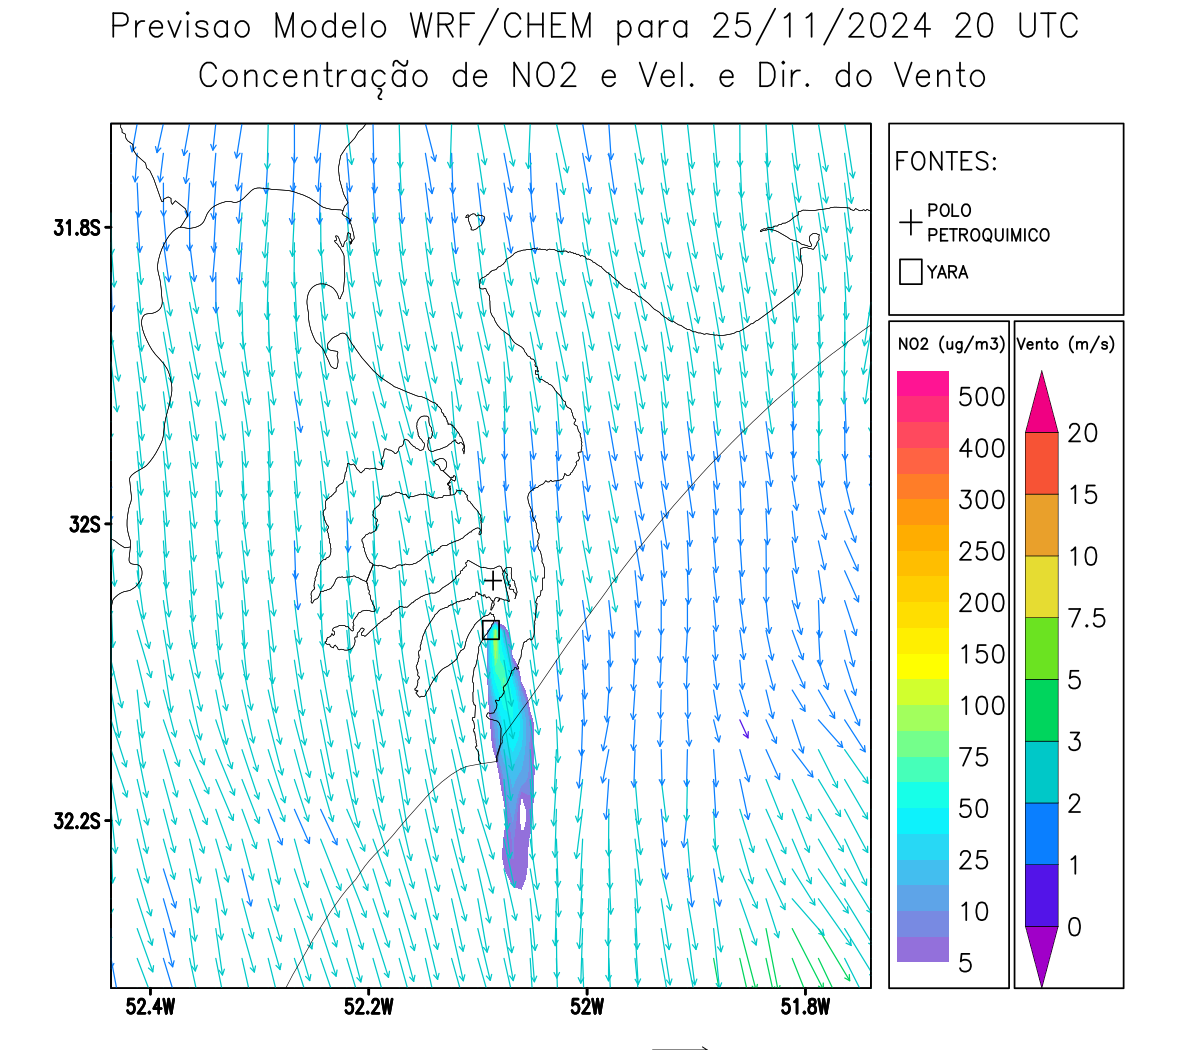 Previsao Modelo WRF/CHEM para 25/11/2024 20 UTC
Concentração de NO2 e Vel. e Dir. do Vento
FONTES:
POLO
PETROQUIMICO
YARA
31.8S
32S
32.2S
52.4W
52.2W
52W
51.8W
NO2 (ug/m3)
500
400
300
250
200
150
100
75
50
25
10
5
Vento (m/s)
20
15
10
7.5
5
3
2
1
0